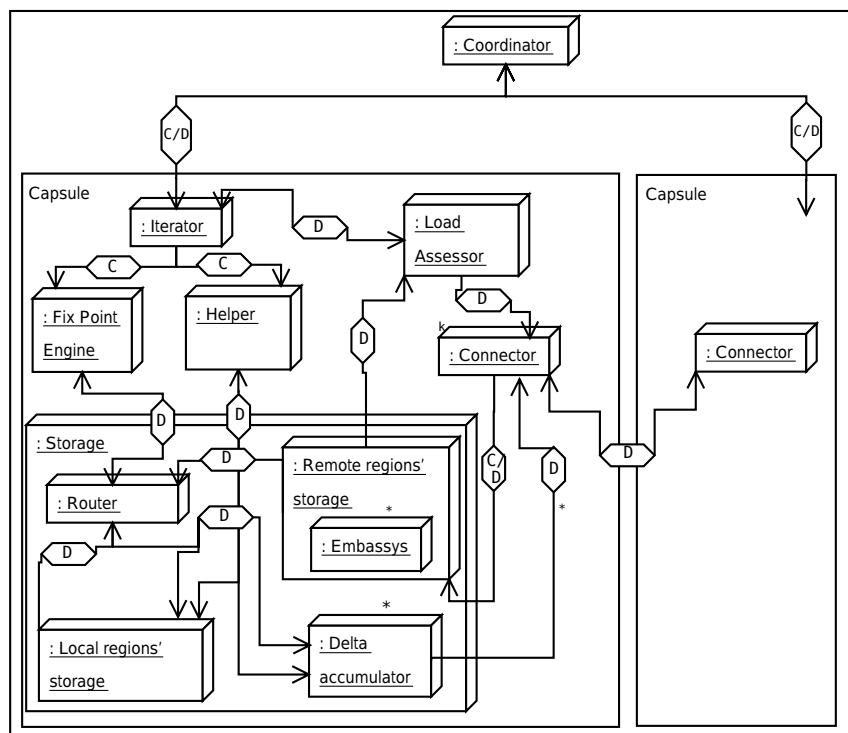 : Coordinator
C/D
C/D
Capsule
Capsule
: Iterator
D
: Load
Assessor
C
C
D
: Fix Point
Engine
: Helper
D
k
: Connector
: Connector
D
D
: Storage
D
: Remote regions’
storage
C/
D
D
D
: Router
*
*
D
: Embassys
D
*
: Local regions’
storage
: Delta
accumulator